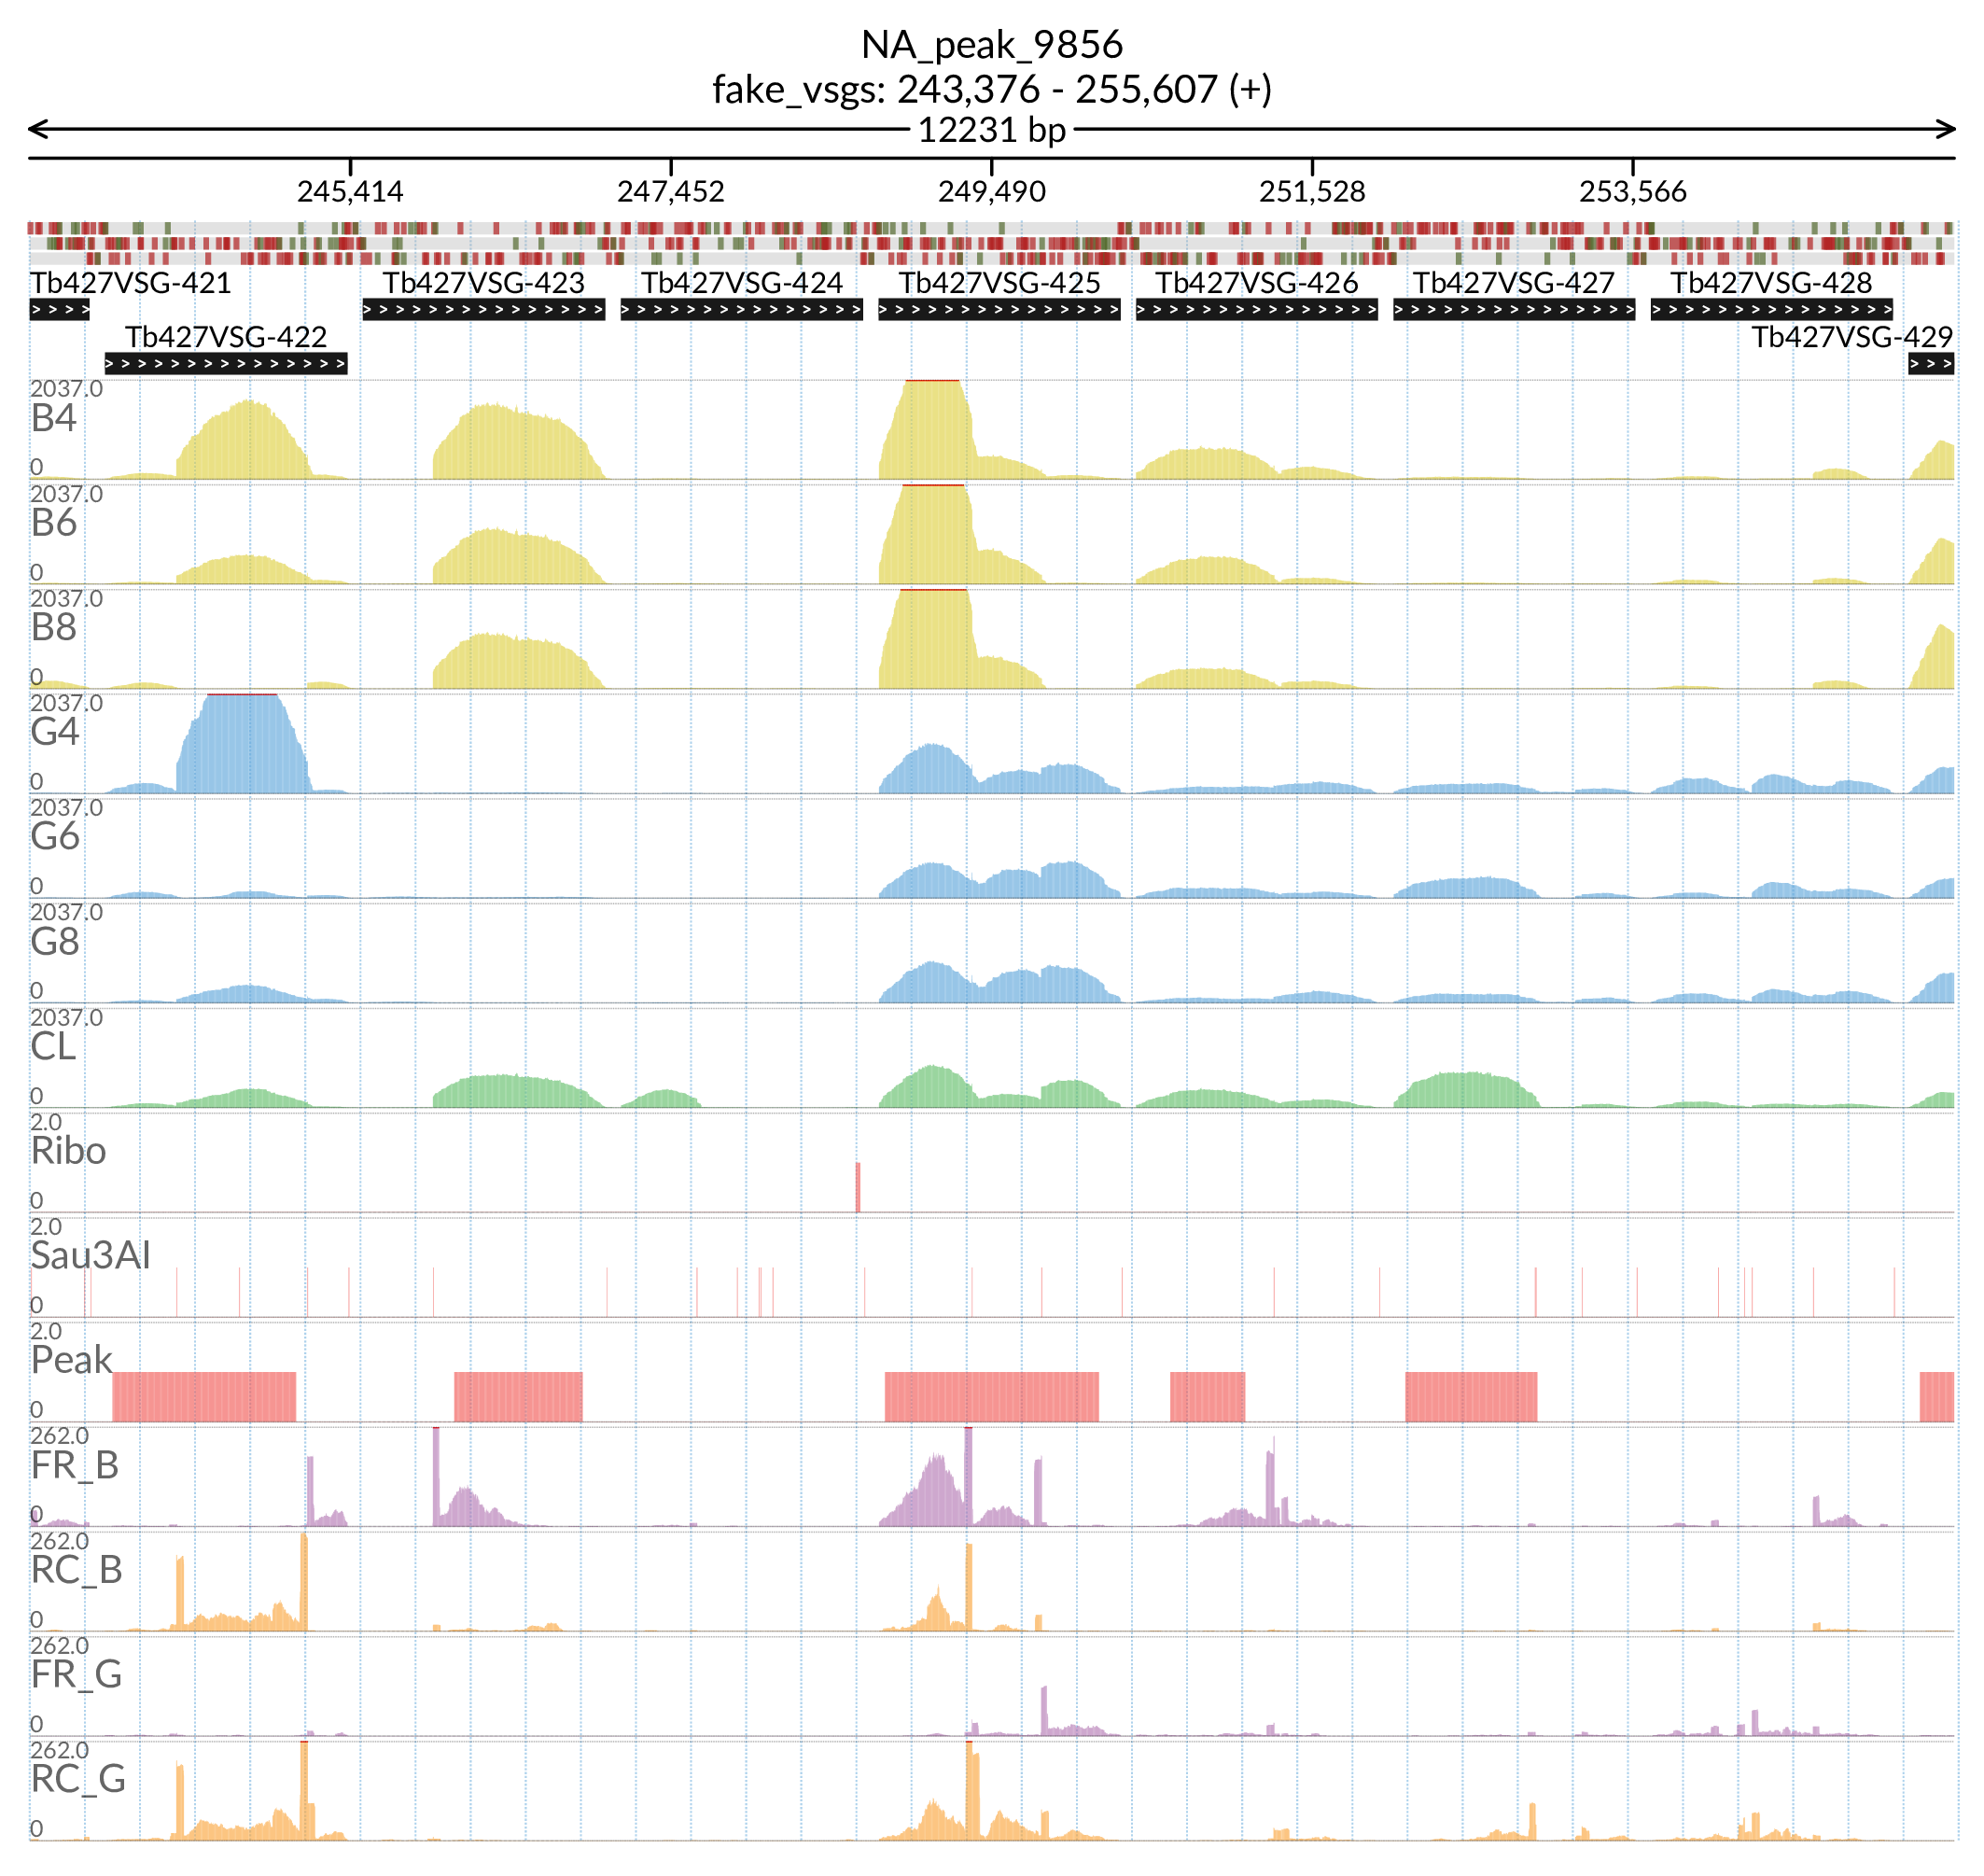 NA_peak_9856
fake_vsgs: 243,376 - 255,607 (+)
12231 bp
245,414 247,452 249,490 251,528 253,566
Tb427VSG-421 Tb427VSG-423 Tb427VSG-424 Tb427VSG-425 Tb427VSG-426 Tb427VSG-427 Tb427VSG-428
Tb427VSG-422 Tb427VSG-429
2037.0
B4
0
2037.0
B6
0
2037.0
B8
0
2037.0
G4
0
2037.0
G6
0
2037.0
G8
0
2037.0
CL
0
2.0
Ribo
0
2.0
Sau3AI
0
2.0
Peak
0
262.0
FR_B
0
262.0
RC_B
0
262.0
FR_G
0
262.0
RC_G
0